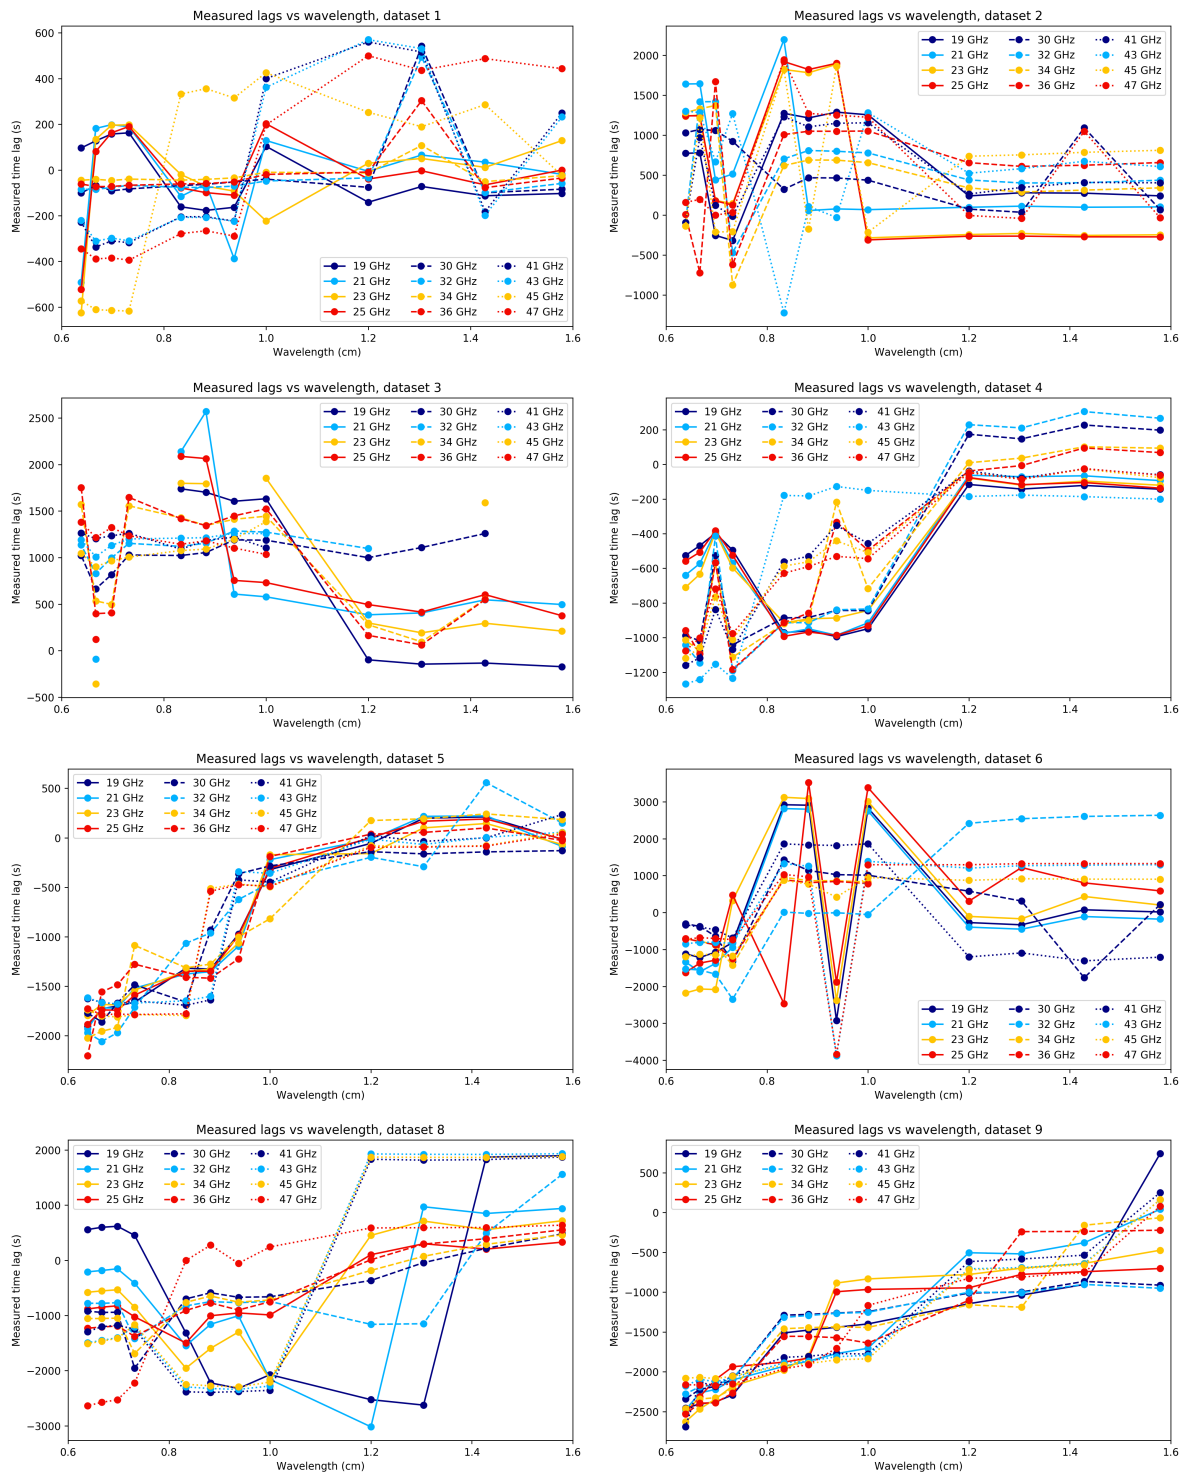 Measured lags vs wavelength, dataset 1
Measured time lag (s)
600
400
200
0
−200
−400
−600
19 GHz 30 GHz 41 GHz
21 GHz 32 GHz 43 GHz
23 GHz 34 GHz 45 GHz
25 GHz 36 GHz 47 GHz
0.6 0.8 1.0 1.2 1.4 1.6
Wavelength (cm)
Measured lags vs wavelength, dataset 2
Measured time lag (s)
2000
1500
1000
500
0
−500
−1000
19 GHz 30 GHz 41 GHz
21 GHz 32 GHz 43 GHz
23 GHz 34 GHz 45 GHz
25 GHz 36 GHz 47 GHz
0.6 0.8 1.0 1.2 1.4 1.6
Wavelength (cm)
Measured lags vs wavelength, dataset 3
Measured time lag (s)
2500
2000
1500
1000
500
0
−500
19 GHz 30 GHz 41 GHz
21 GHz 32 GHz 43 GHz
23 GHz 34 GHz 45 GHz
25 GHz 36 GHz 47 GHz
0.6 0.8 1.0 1.2 1.4 1.6
Wavelength (cm)
Measured lags vs wavelength, dataset 4
Measured time lag (s)
200
0
−200
−400
−600
−800
−1000
−1200
19 GHz 30 GHz 41 GHz
21 GHz 32 GHz 43 GHz
23 GHz 34 GHz 45 GHz
25 GHz 36 GHz 47 GHz
0.6 0.8 1.0 1.2 1.4 1.6
Wavelength (cm)
Measured lags vs wavelength, dataset 5
Measured time lag (s)
500
0
−500
−1000
−1500
−2000
19 GHz 30 GHz 41 GHz
21 GHz 32 GHz 43 GHz
23 GHz 34 GHz 45 GHz
25 GHz 36 GHz 47 GHz
0.6 0.8 1.0 1.2 1.4 1.6
Wavelength (cm)
Measured lags vs wavelength, dataset 6
Measured time lag (s)
3000
2000
1000
0
−1000
−2000
−3000
−4000
19 GHz 30 GHz 41 GHz
21 GHz 32 GHz 43 GHz
23 GHz 34 GHz 45 GHz
25 GHz 36 GHz 47 GHz
0.6 0.8 1.0 1.2 1.4 1.6
Wavelength (cm)
Measured lags vs wavelength, dataset 8
Measured time lag (s)
2000
1000
0
−1000
−2000
−3000
19 GHz 30 GHz 41 GHz
21 GHz 32 GHz 43 GHz
23 GHz 34 GHz 45 GHz
25 GHz 36 GHz 47 GHz
0.6 0.8 1.0 1.2 1.4 1.6
Wavelength (cm)
Measured lags vs wavelength, dataset 9
Measured time lag (s)
500
0
−500
−1000
−1500
−2000
−2500
19 GHz 30 GHz 41 GHz
21 GHz 32 GHz 43 GHz
23 GHz 34 GHz 45 GHz
25 GHz 36 GHz 47 GHz
0.6 0.8 1.0 1.2 1.4 1.6
Wavelength (cm)